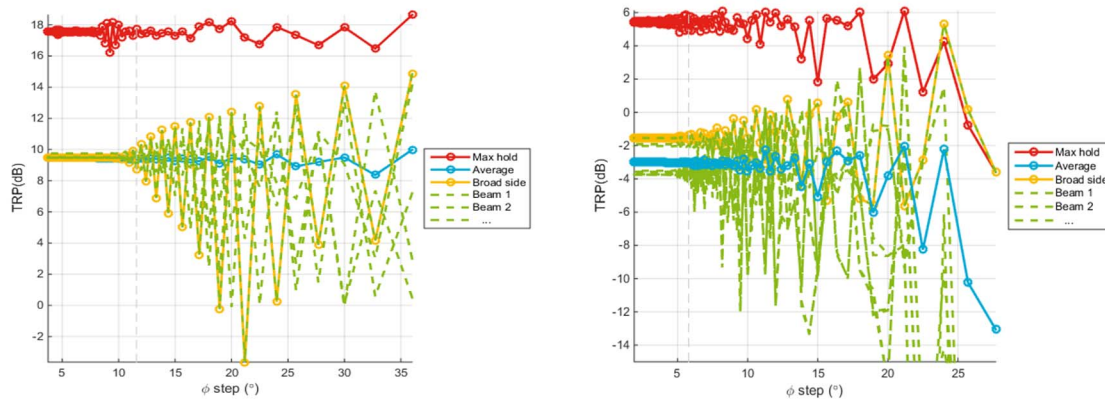 18
16
14
12
10
8
6
4
2
0
-2
TRP(dB)
5
10
15
20
25
30
35
ϕ step (°)
Max hold
Average
Broad side
Beam 1
Beam 2
...
6
4
2
0
-2
-4
-6
-8
-10
-12
-14
TRP(dB)
5
10
15
20
25
ϕ step (°)
Max hold
Average
Broad side
Beam 1
Beam 2
...